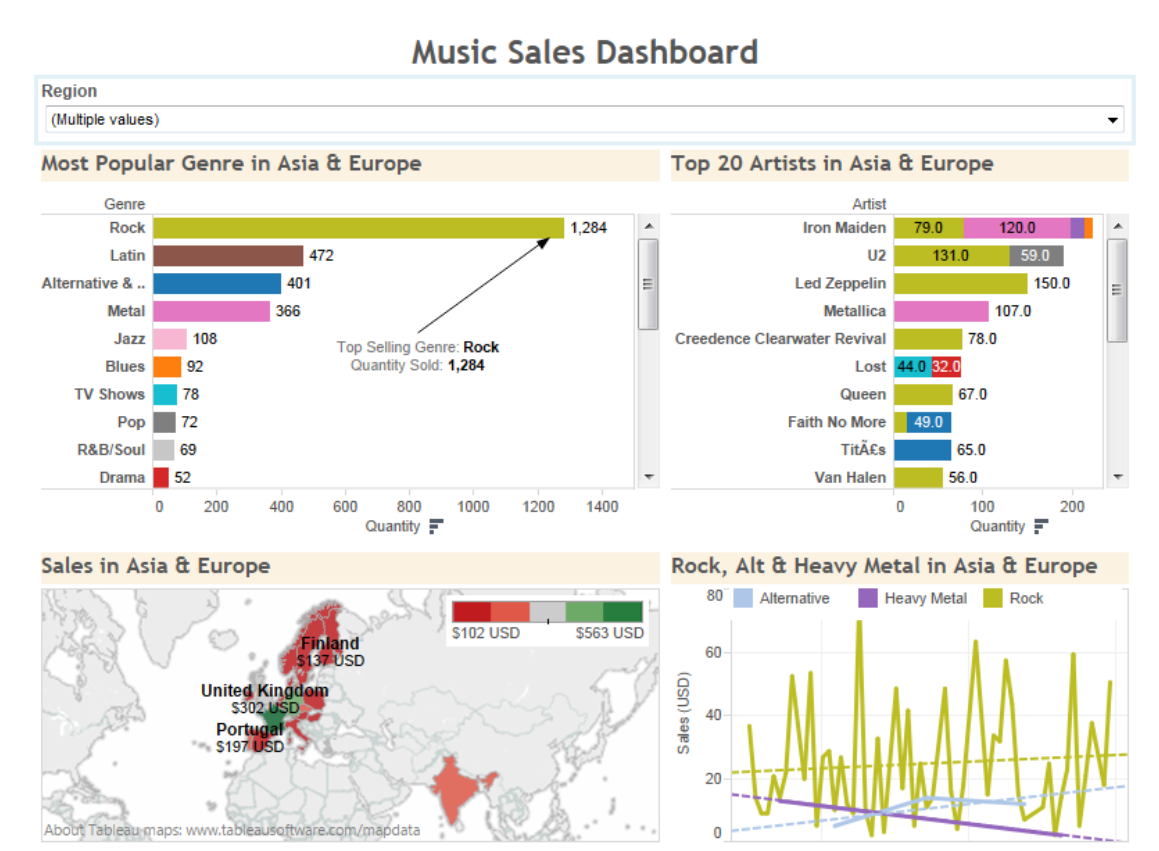 Music Sales Dashboard
Region
(Multiple values)
Most Popular Genre in Asia & Europe
Genre
Rock 1,284
Latin 472
Alternative & .. 401
Metal 366
Jazz 108
Blues 92
TV Shows 78
Pop 72
R&B/Soul 69
Drama 52
Top Selling Genre: Rock
Quantity Sold: 1,284
0 200 400 600 800 1000 1200 1400
Quantity
Top 20 Artists in Asia & Europe
Artist
Iron Maiden 79.0 120.0
U2 131.0 59.0
Led Zeppelin 150.0
Metallica 107.0
Creedence Clearwater Revival 78.0
Lost 44.0 32.0
Queen 67.0
Faith No More 49.0
TitÃ£s 65.0
Van Halen 56.0
0 100 200
Quantity
Sales in Asia & Europe
$102 USD $563 USD
Finland
$137 USD
United Kingdom
$302 USD
Portugal
$197 USD
About Tableau maps: www.tableausoftware.com/mapdata
Rock, Alt & Heavy Metal in Asia & Europe
Alternative Heavy Metal Rock
Sales (USD)
80
60
40
20
0